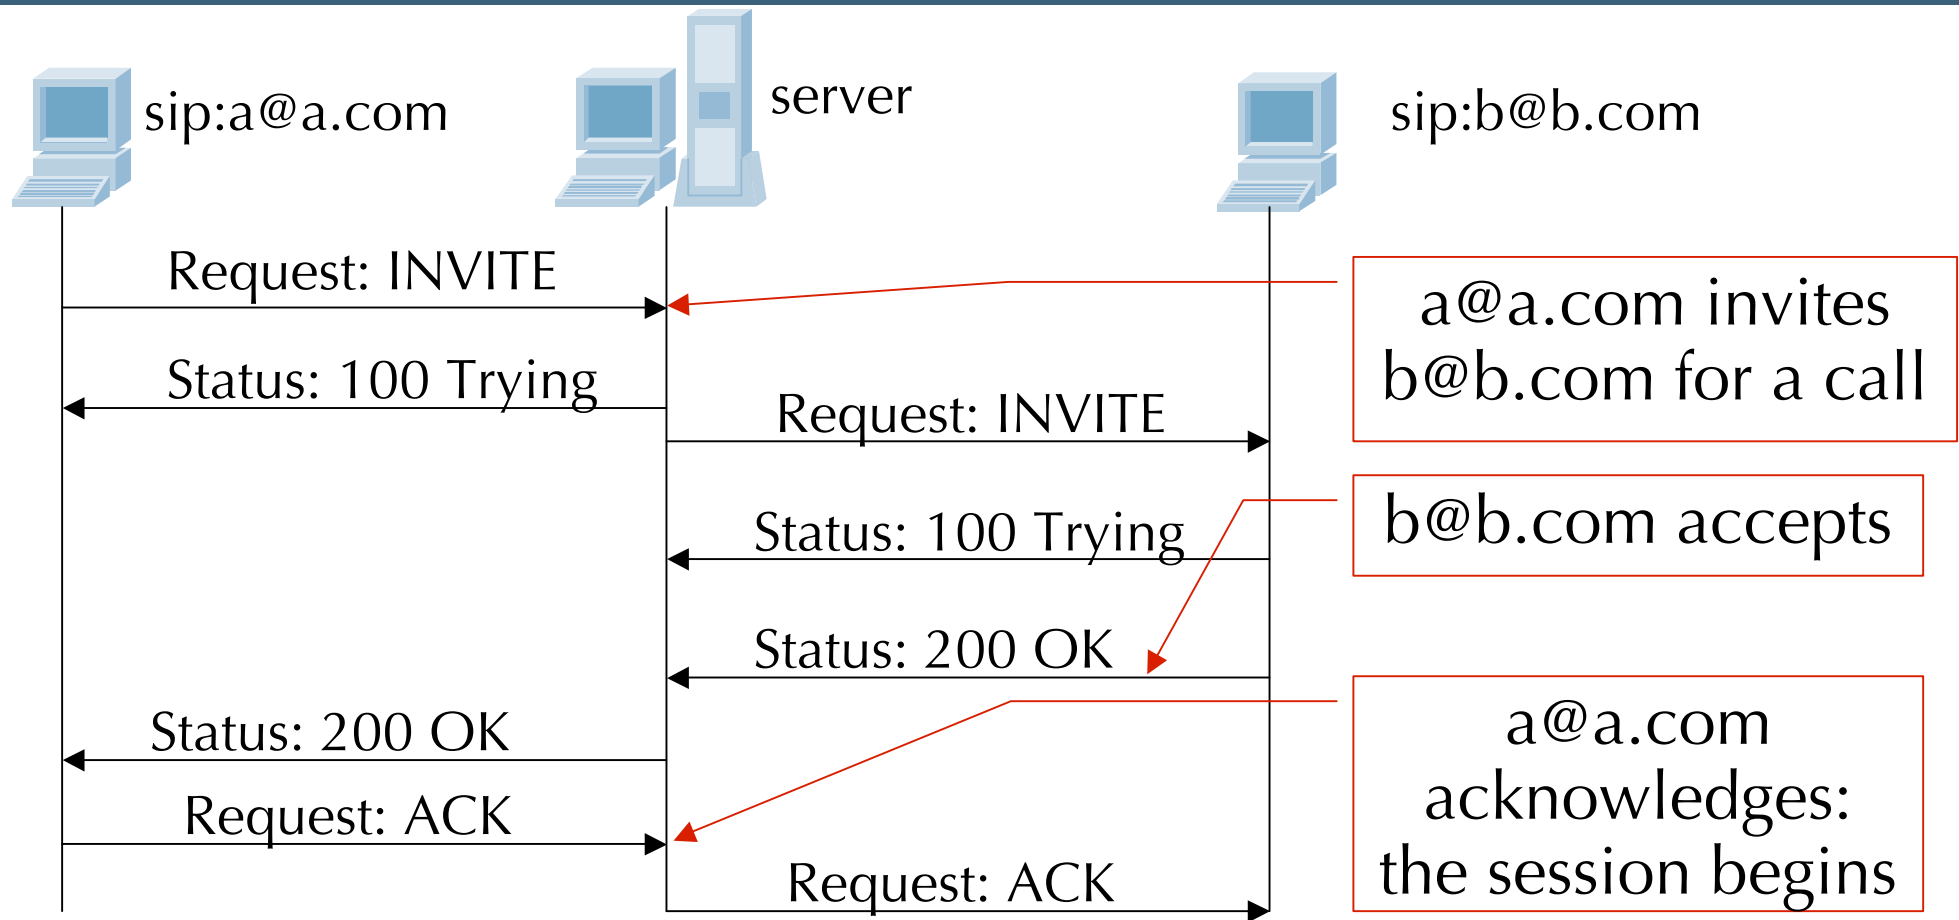 sip:a@a.com
server
sip:b@b.com
Request: INVITE
a@a.com invites
b@b.com for a call
Status: 100 Trying
Request: INVITE
b@b.com accepts
Status: 100 Trying
Status: 200 OK
Status: 200 OK
a@a.com
acknowledges:
the session begins
Request: ACK
Request: ACK